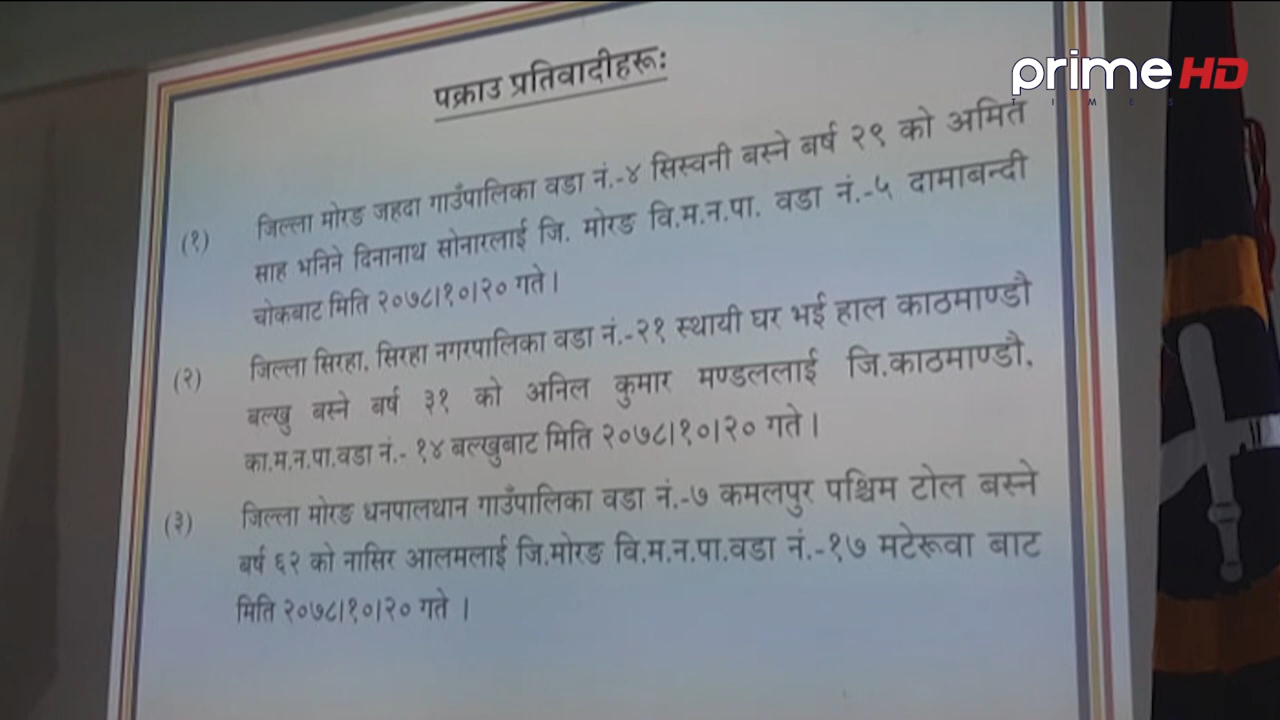 prime HD
TIMES
पक्राउ प्रतिवादीहरू:
(१) जिल्ला मोरङ जहदा गाउँपालिका वडा नं.-४ सिस्वनी बस्ने बर्ष २९ को अमित
साह भनिने दिनानाथ सोनारलाई जि. मोरङ वि.म.न.पा. वडा नं.-५ दामाबन्दी
चोकबाट मिति २०७८।१०।२० गते ।
(२) जिल्ला सिरहा, सिरहा नगरपालिका वडा नं.-२१ स्थायी घर भई हाल काठमाण्डौ
बल्खु बस्ने बर्ष ३१ को अनिल कुमार मण्डललाई जि.काठमाण्डौ,
का.म.न.पा.वडा नं.- १४ बल्खुबाट मिति २०७८।१०।२० गते ।
(३) जिल्ला मोरङ धनपालथान गाउँपालिका वडा नं.-७ कमलपुर पश्चिम टोल बस्ने
बर्ष ६२ को नासिर आलमलाई जि.मोरङ वि.म.न.पा.वडा नं.-१७ मटेरूवा बाट
मिति २०७८।१०।२० गते ।